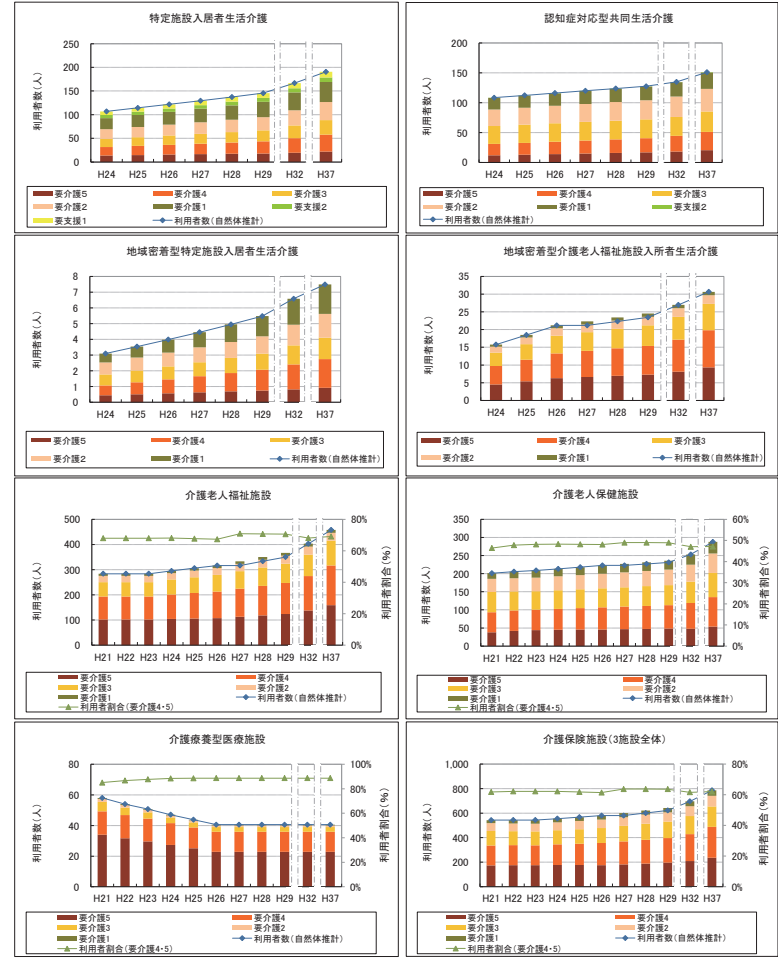 特定施設入居者生活介護
利用者数(人)
250
200
150
100
50
0
H24 H25 H26 H27 H28 H29 H32 H37
要介護5 要介護4 要介護3
要介護2 要介護1 要支援2
要支援1 利用者数(自然体推計)
認知症対応型共同生活介護
利用者数(人)
200
150
100
50
0
H24 H25 H26 H27 H28 H29 H32 H37
要介護5 要介護4 要介護3
要介護2 要介護1 要支援2
利用者数(自然体推計)
地域密着型特定施設入居者生活介護
利用者数(人)
8
7
6
5
4
3
2
1
0
H24 H25 H26 H27 H28 H29 H32 H37
要介護5 要介護4 要介護3
要介護2 要介護1 利用者数(自然体推計)
地域密着型介護老人福祉施設入所者生活介護
利用者数(人)
35
30
25
20
15
10
5
0
H24 H25 H26 H27 H28 H29 H32 H37
要介護5 要介護4 要介護3
要介護2 要介護1 利用者数(自然体推計)
介護老人福祉施設
利用者数(人)
500
400
300
200
100
0
80%
60%
40%
20%
0%
利用者割合(%)
H21 H22 H23 H24 H25 H26 H27 H28 H29 H32 H37
要介護5 要介護4
要介護3 要介護2
要介護1 利用者数(自然体推計)
利用者割合(要介護4・5)
介護老人保健施設
利用者数(人)
350
300
250
200
150
100
50
0
60%
50%
40%
30%
20%
10%
0%
利用者割合(%)
H21 H22 H23 H24 H25 H26 H27 H28 H29 H32 H37
要介護5 要介護4
要介護3 要介護2
要介護1 利用者数(自然体推計)
利用者割合(要介護4・5)
介護療養型医療施設
利用者数(人)
80
60
40
20
0
100%
80%
60%
40%
20%
0%
利用者割合(%)
H21 H22 H23 H24 H25 H26 H27 H28 H29 H32 H37
要介護5 要介護4
要介護3 要介護2
要介護1 利用者数(自然体推計)
利用者割合(要介護4・5)
介護保険施設(3施設全体)
利用者数(人)
1,000
800
600
400
200
0
80%
60%
40%
20%
0%
利用者割合(%)
H21 H22 H23 H24 H25 H26 H27 H28 H29 H32 H37
要介護5 要介護4
要介護3 要介護2
要介護1 利用者数(自然体推計)
利用者割合(要介護4・5)